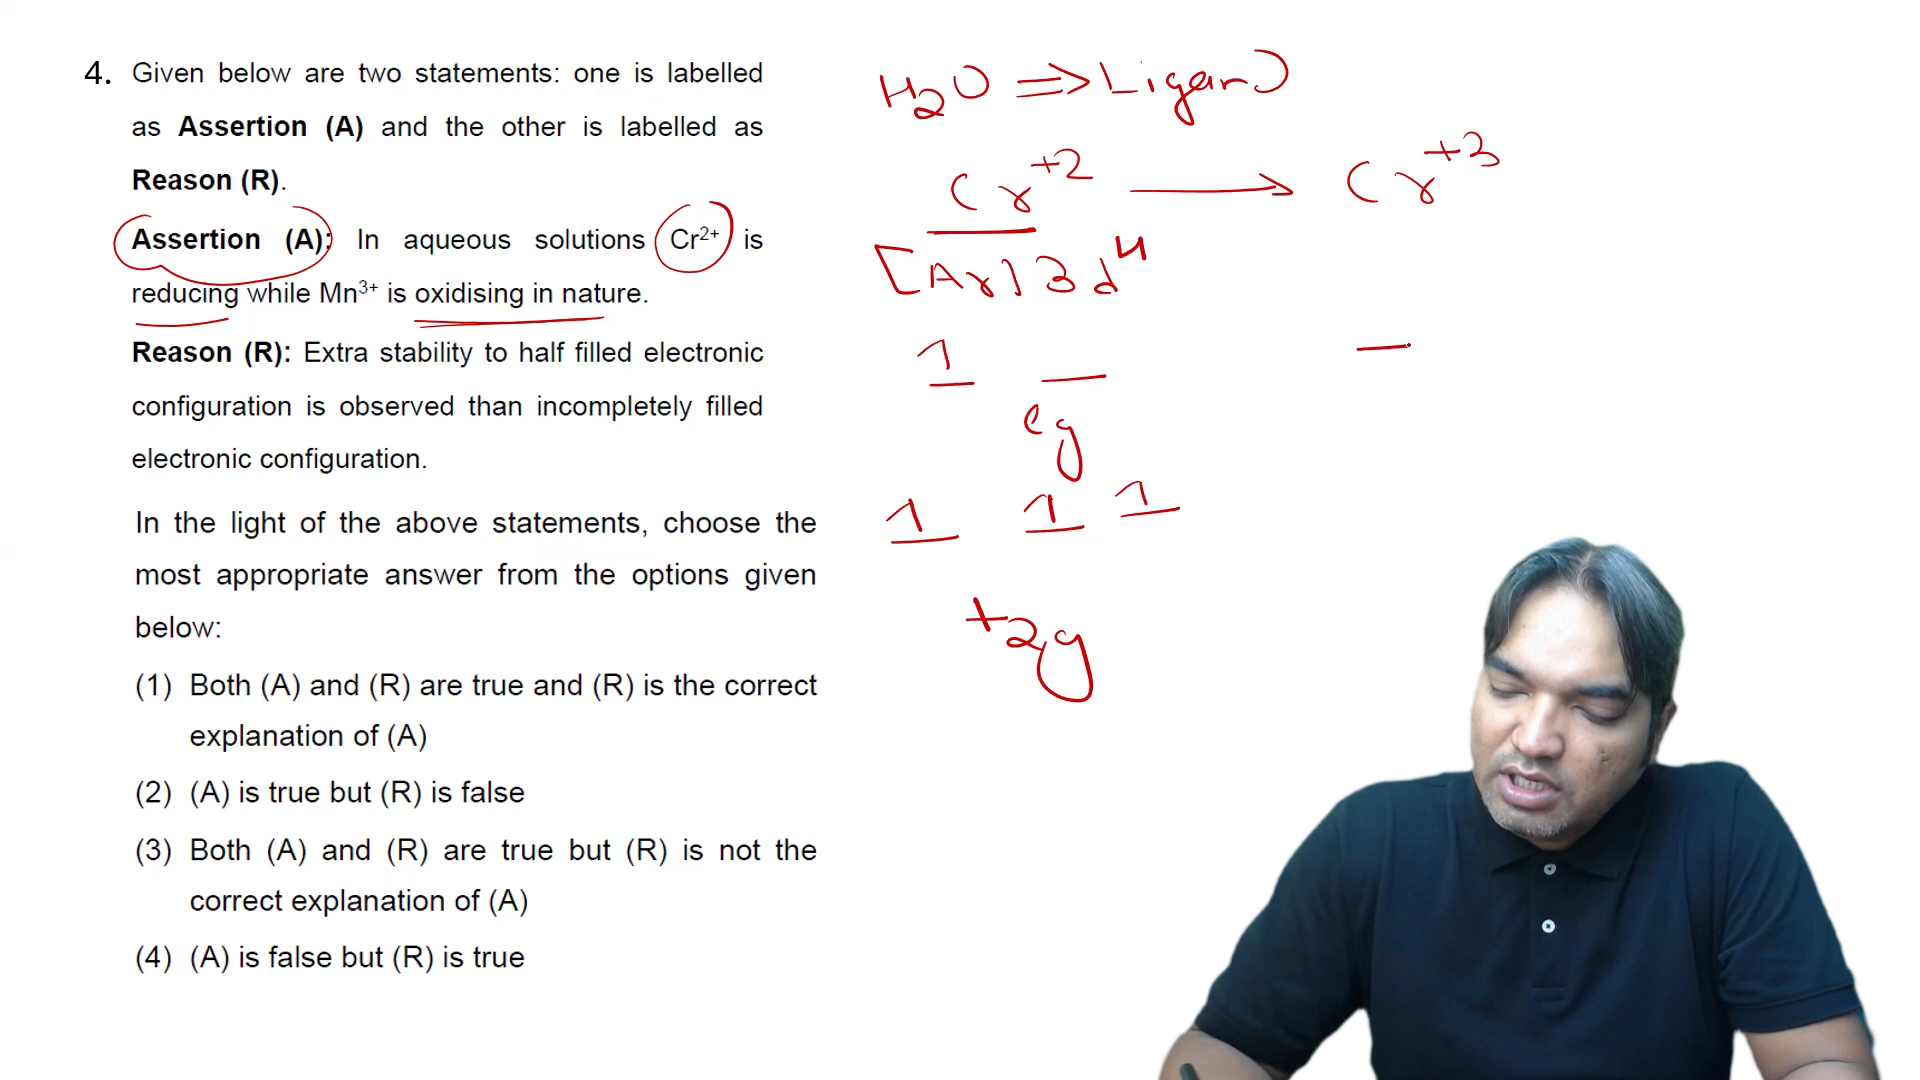 4. Given below are two statements: one is labelled
as Assertion (A) and the other is labelled as
Reason (R).
Assertion (A): In aqueous solutions Cr²⁺ is
reducing while Mn³⁺ is oxidising in nature.
Reason (R): Extra stability to half filled electronic
configuration is observed than incompletely filled
electronic configuration.
In the light of the above statements, choose the
most appropriate answer from the options given
below:
(1) Both (A) and (R) are true and (R) is the correct
explanation of (A)
(2) (A) is true but (R) is false
(3) Both (A) and (R) are true but (R) is not the
correct explanation of (A)
(4) (A) is false but (R) is true
H₂O ⇒ Ligand
Cr⁺² → Cr⁺³
[Ar] 3d⁴
1
eg
1 1 1
t₂g